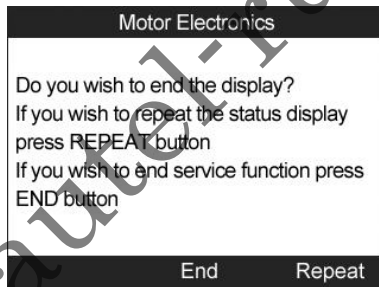 Motor Electronics
Do you wish to end the display?
If you wish to repeat the status display
press REPEAT button
If you wish to end service function press
END button
End Repeat